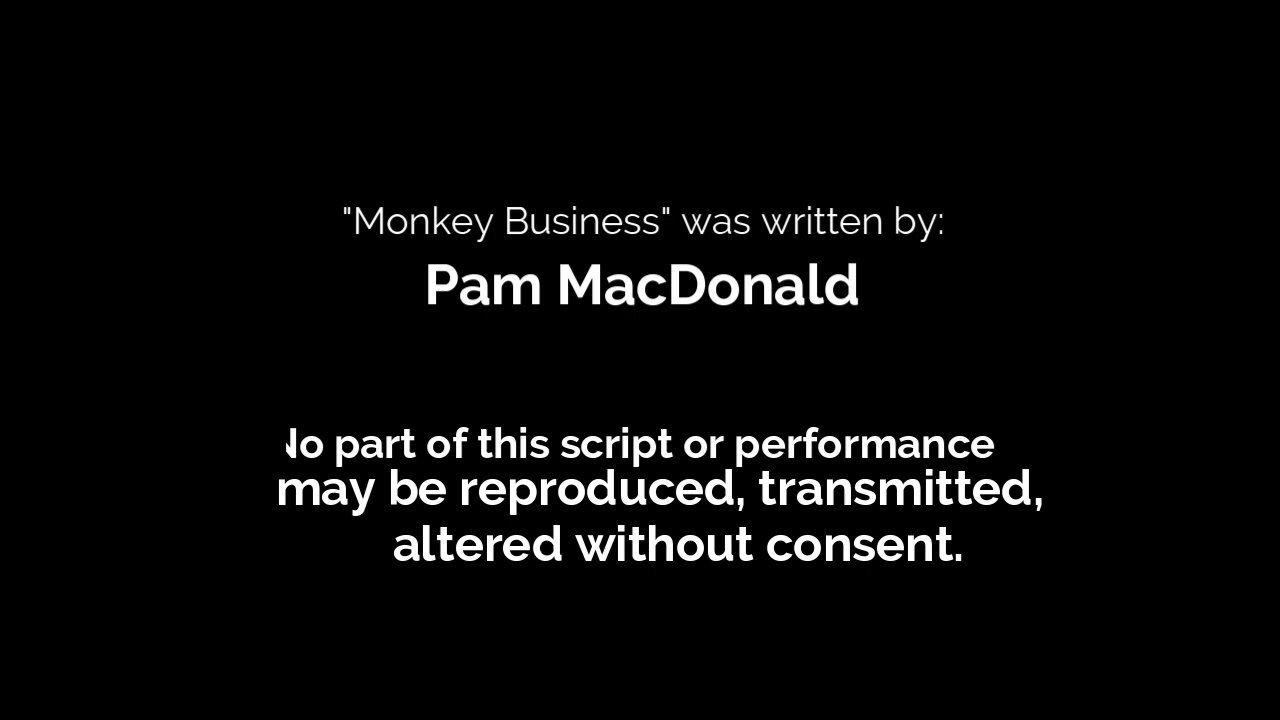 "Monkey Business" was written by:
Pam MacDonald
No part of this script or performance
may be reproduced, transmitted,
altered without consent.